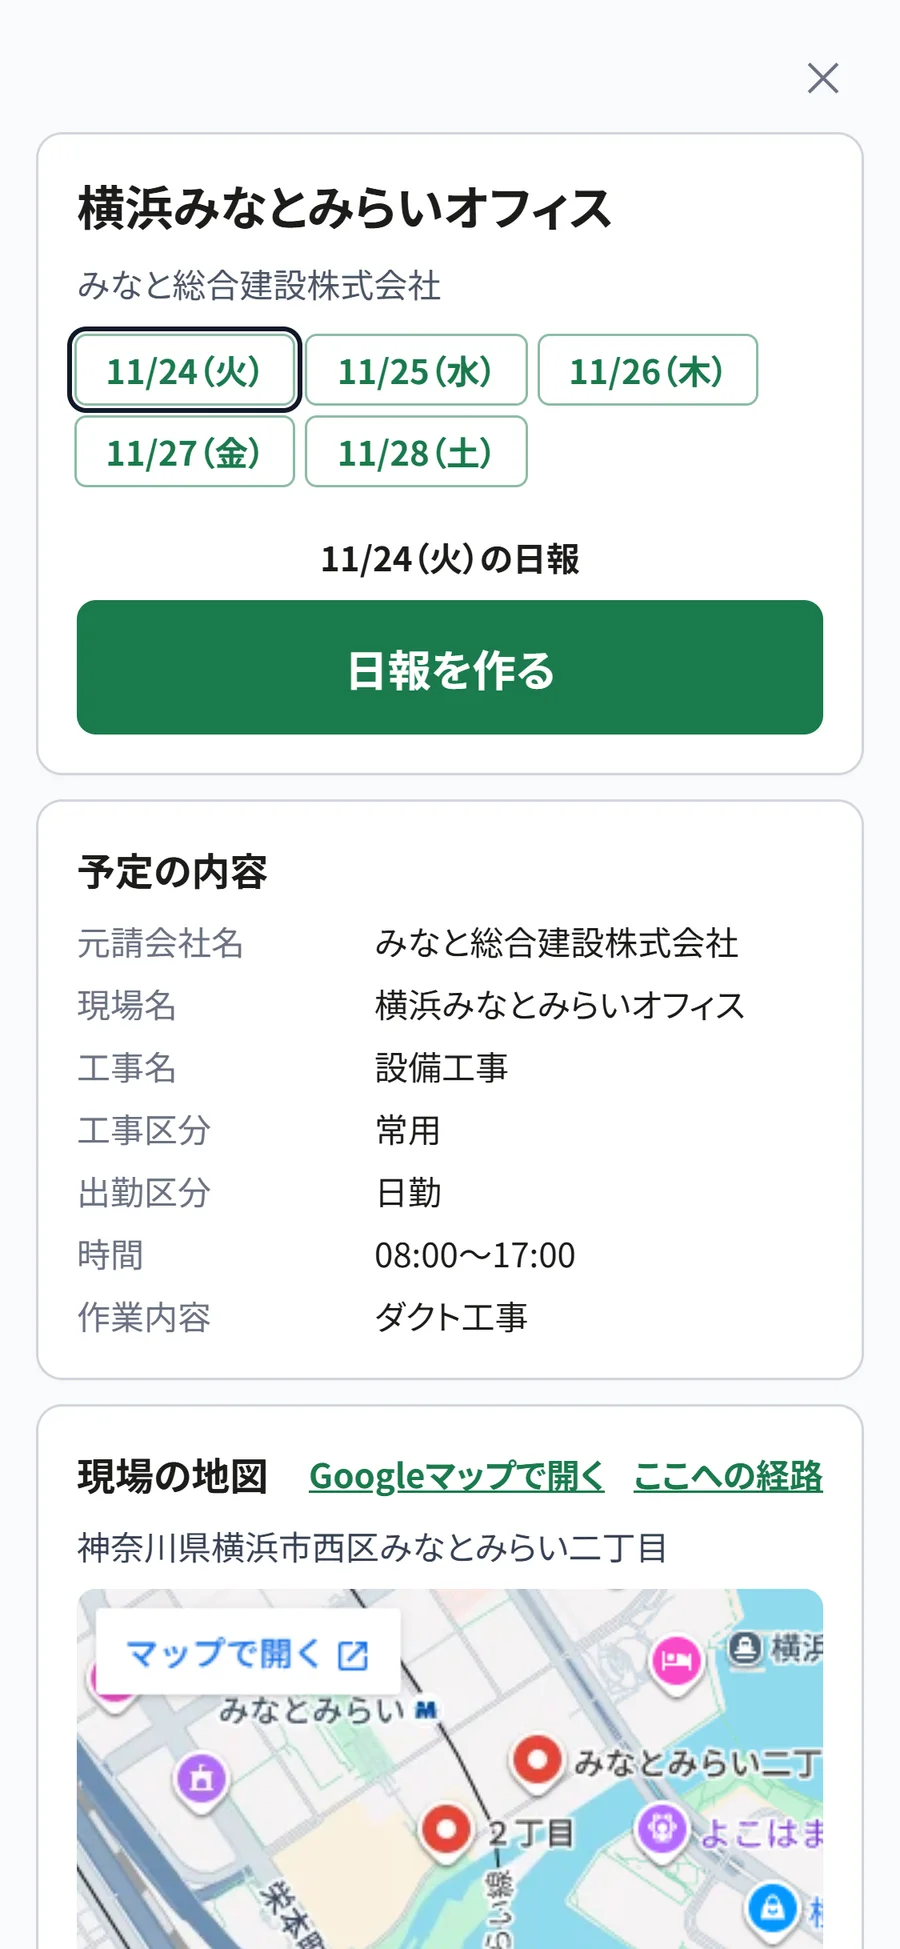 横浜みなとみらいオフィス
みなと総合建設株式会社
11/24(火) 11/25(水) 11/26(木)
11/27(金) 11/28(土)
11/24(火)の日報
日報を作る
予定の内容
元請会社名 みなと総合建設株式会社
現場名 横浜みなとみらいオフィス
工事名 設備工事
工事区分 常用
出勤区分 日勤
時間 08:00〜17:00
作業内容 ダクト工事
現場の地図 Googleマップで開く ここへの経路
神奈川県横浜市西区みなとみらい二丁目
マップで開く
横浜
みなとみらい
みなとみらい二丁
2丁目
よこはま
らい線